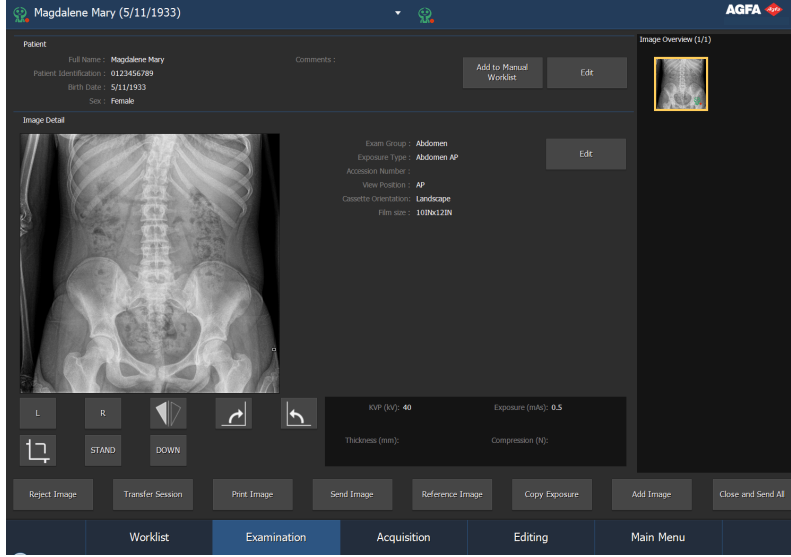 Magdalene Mary (5/11/1933)
AGFA
Patient
Full Name : Magdalene Mary
Patient Identification : 0123456789
Birth Date : 5/11/1933
Sex : Female
Comments :
Add to Manual
Worklist
Edit
Image Overview (1/1)
Image Detail
Exam Group : Abdomen
Exposure Type : Abdomen AP
Accession Number :
View Position : AP
Cassette Orientation: Landscape
Film size : 10INx12IN
Edit
L
R
STAND
DOWN
KVP (kV): 40
Exposure (mAs): 0.5
Thickness (mm):
Compression (N):
Reject Image
Transfer Session
Print Image
Send Image
Reference Image
Copy Exposure
Add Image
Close and Send All
Worklist
Examination
Acquisition
Editing
Main Menu